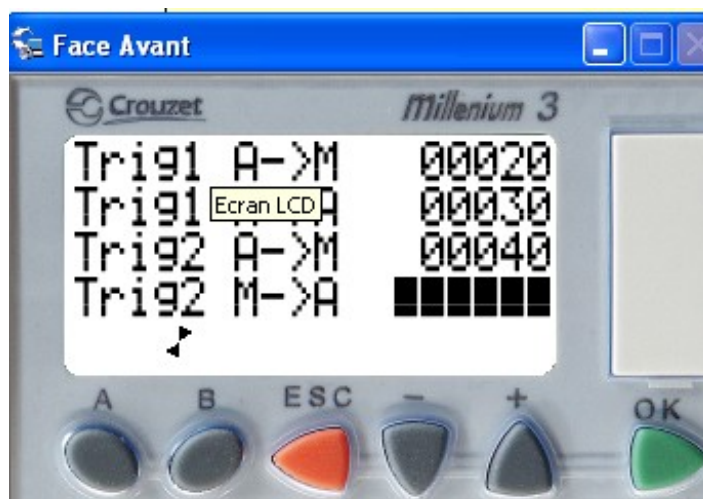 Face Avant
Crouzet Millenium 3
Trig1 A->M 00020
Trig1 Ecran LCD A 00030
Trig2 A->M 00040
Trig2 M->A
A B ESC - + OK